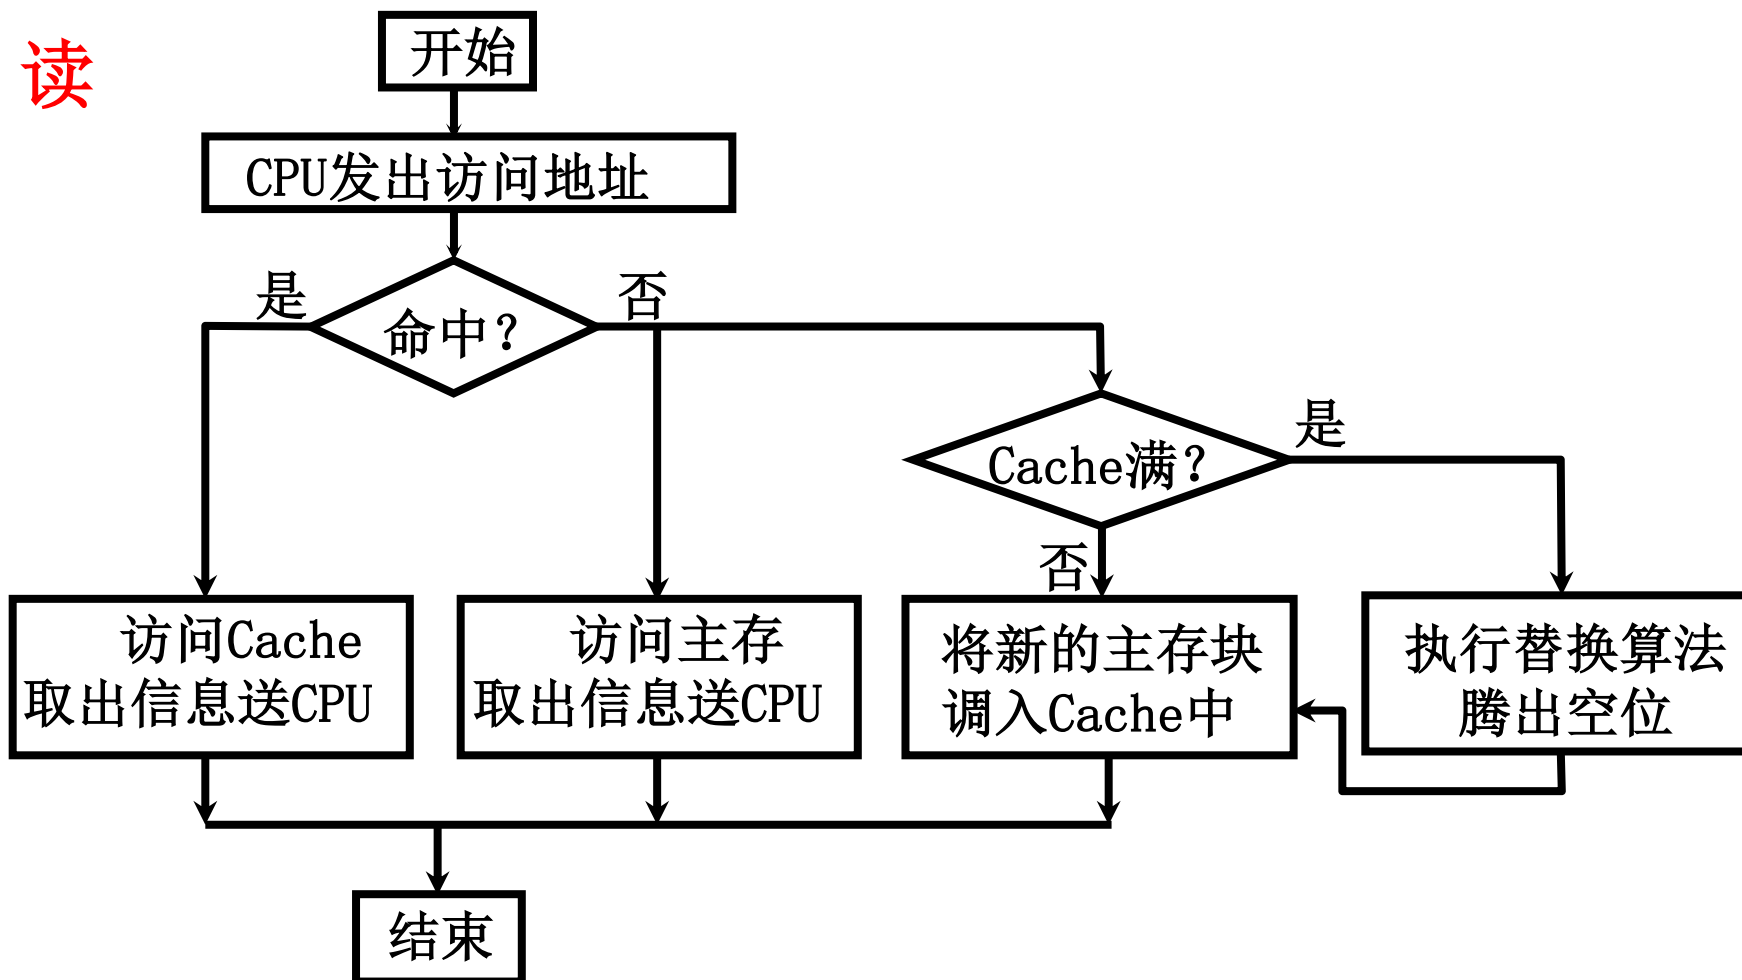 读
开始
CPU发出访问地址
是
命中?
否
Cache满?
是
否
访问Cache
取出信息送CPU
访问主存
取出信息送CPU
将新的主存块
调入Cache中
执行替换算法
腾出空位
结束